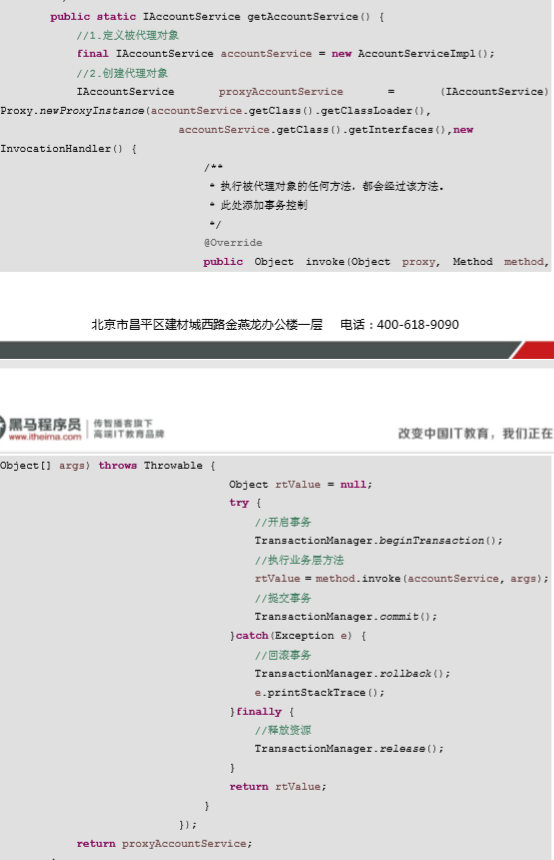 public static IAccountService getAccountService() {
//1.定义被代理对象
final IAccountService accountService = new AccountServiceImpl();
//2.创建代理对象
IAccountService proxyAccountService = (IAccountService)
Proxy.newProxyInstance(accountService.getClass().getClassLoader(),
accountService.getClass().getInterfaces(),new
InvocationHandler() {
/**
* 执行被代理对象的任何方法，都会经过该方法。
* 此处添加事务控制
*/
@Override
public Object invoke(Object proxy, Method method,
北京市昌平区建材城西路金燕龙办公楼一层 电话：400-618-9090
黑马程序员 传智播客旗下
www.itheima.com 高端IT教育品牌
改变中国IT教育，我们正在
Object[] args) throws Throwable {
Object rtValue = null;
try {
//开启事务
TransactionManager.beginTransaction();
//执行业务层方法
rtValue = method.invoke(accountService, args);
//提交事务
TransactionManager.commit();
}catch(Exception e) {
//回滚事务
TransactionManager.rollback();
e.printStackTrace();
}finally {
//释放资源
TransactionManager.release();
}
return rtValue;
}
});
return proxyAccountService;